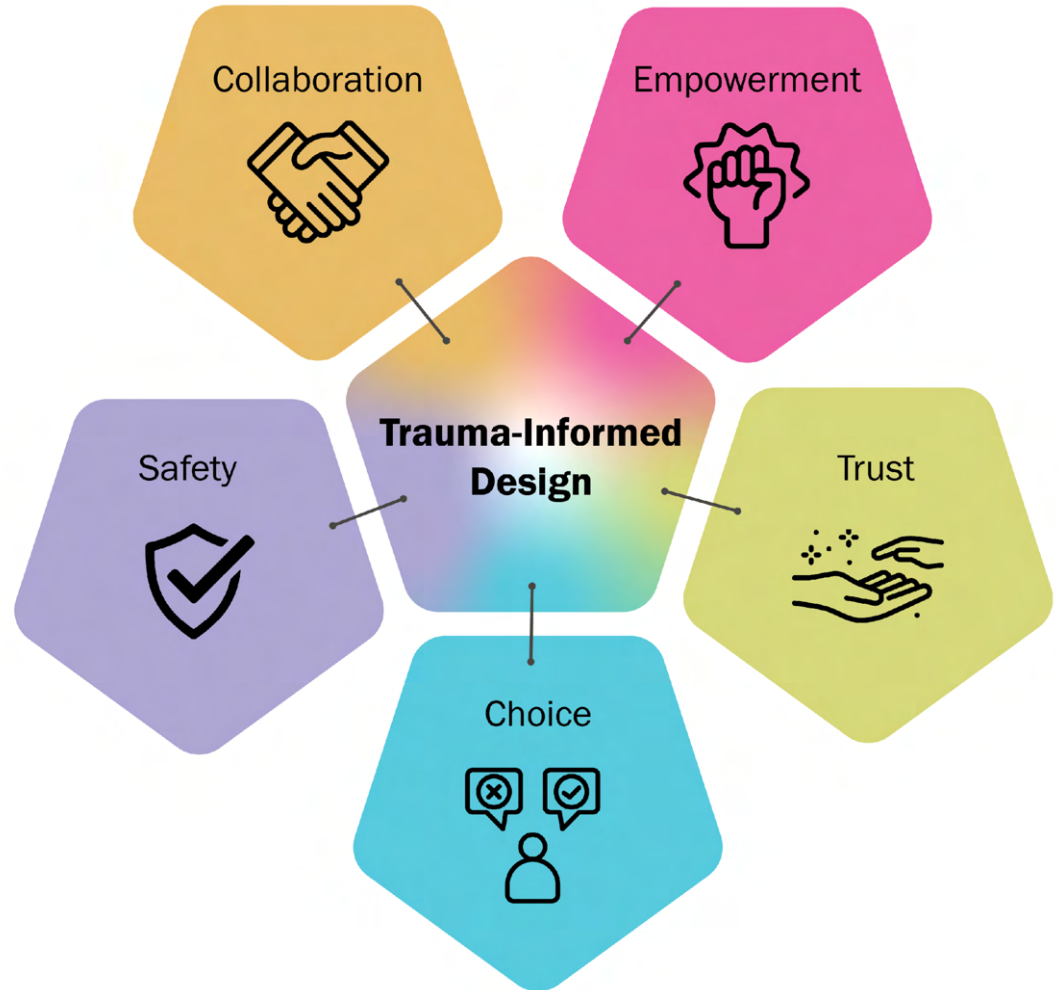 Collaboration
Empowerment
Trauma-Informed
Design
Safety
Trust
Choice